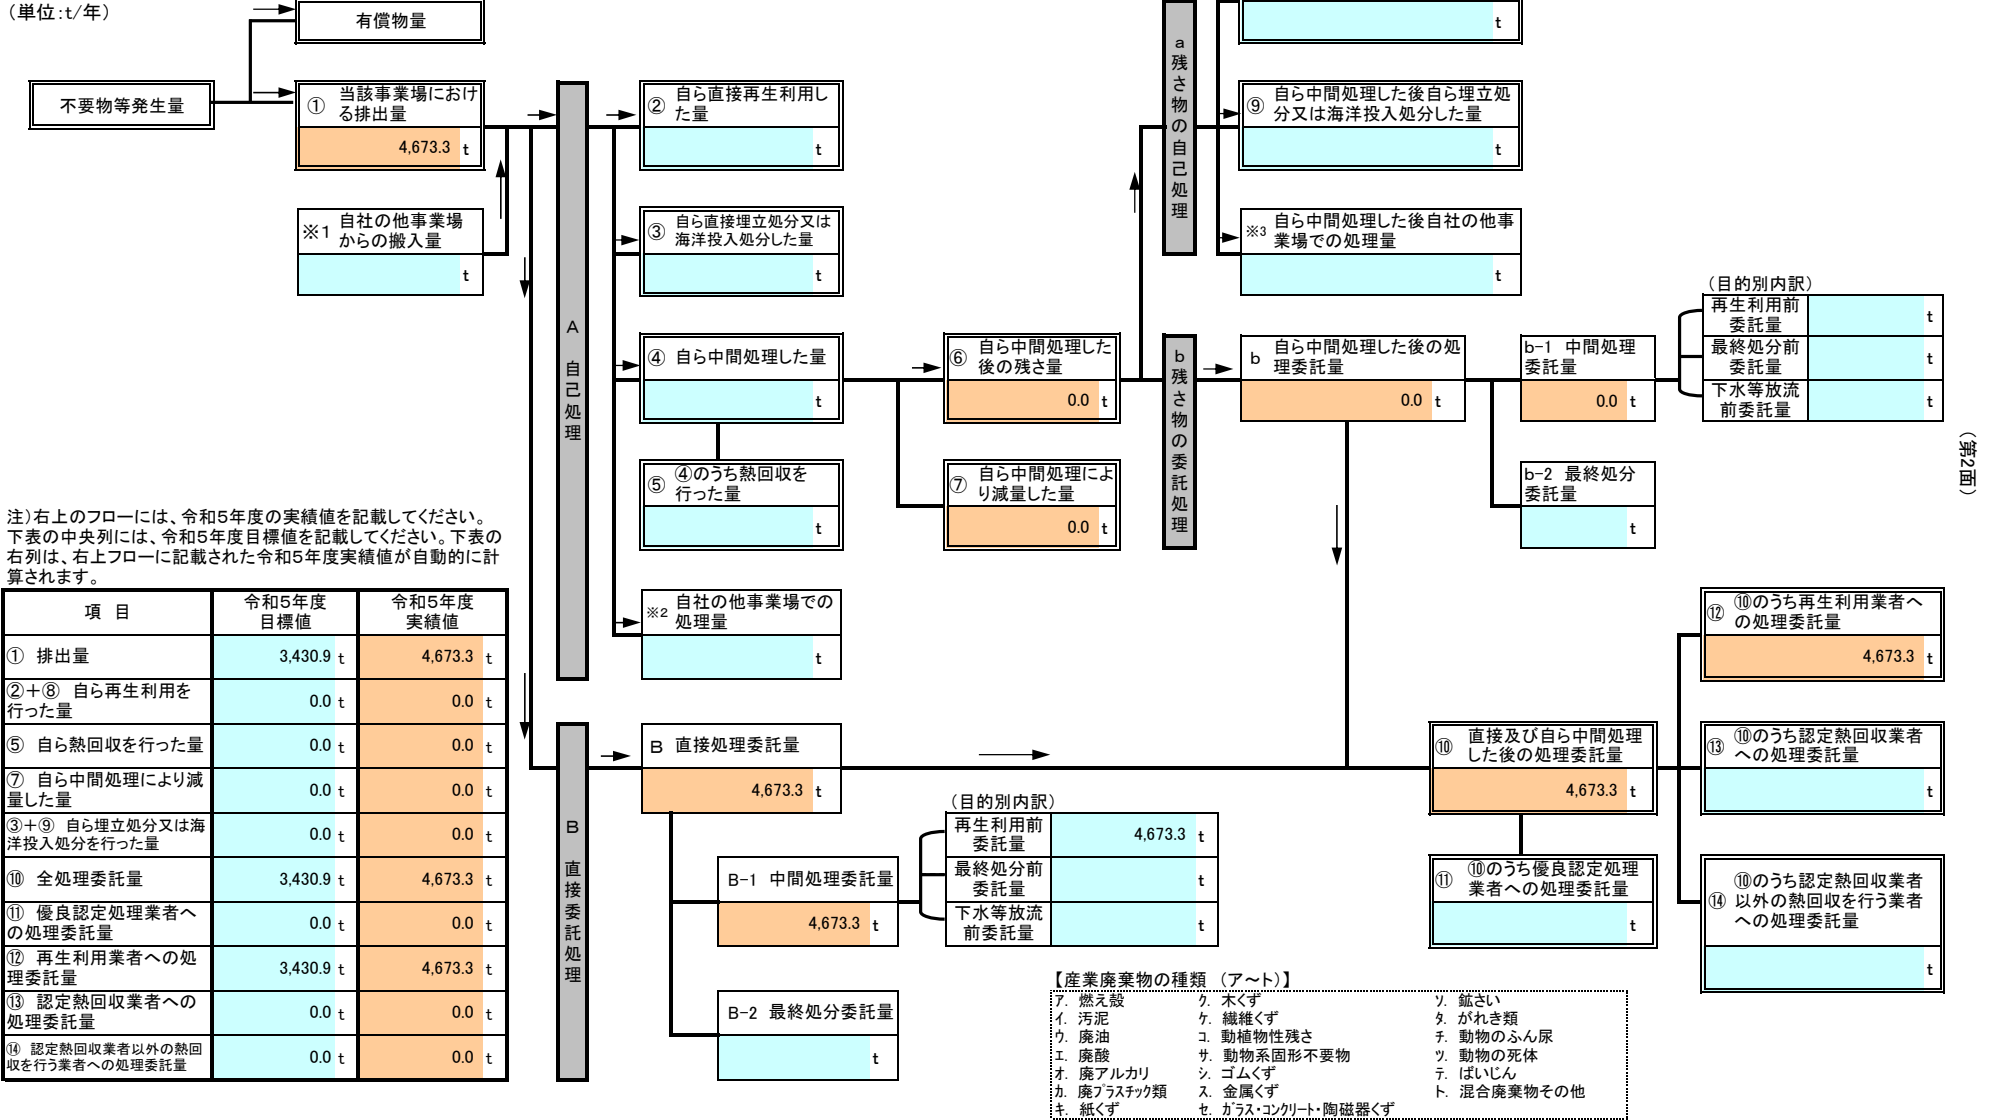 （単位:t/年）
有償物量
t
不要物等発生量
① 当該事業場におけ
る排出量
4,673.3 t
※1 自社の他事業場
からの搬入量
t
A 自己処理
② 自ら直接再生利用し
た量
t
③ 自ら直接埋立処分又は
海洋投入処分した量
t
④ 自ら中間処理した量
t
⑤ ④のうち熱回収を
行った量
t
※2 自社の他事業場での
処理量
t
⑥ 自ら中間処理した
後の残さ量
0.0 t
⑦ 自ら中間処理によ
り減量した量
0.0 t
a 残さ物の自己処理
⑨ 自ら中間処理した後自ら埋立処
分又は海洋投入処分した量
t
※3 自ら中間処理した後自社の他事
業場での処理量
t
b 残さ物の委託処理
b 自ら中間処理した後の処
理委託量
0.0 t
b-1 中間処理
委託量
0.0 t
b-2 最終処分
委託量
t
（目的別内訳）
再生利用前
委託量 t
最終処分前
委託量 t
下水等放流
前委託量 t
（第2面）
注）右上のフローには、令和5年度の実績値を記載してください。
下表の中央列には、令和5年度目標値を記載してください。下表の
右列は、右上フローに記載された令和5年度実績値が自動的に計
算されます。
項 目 令和5年度 目標値 令和5年度 実績値
① 排出量 3,430.9 t 4,673.3 t
②＋⑧ 自ら再生利用を
行った量 0.0 t 0.0 t
⑤ 自ら熱回収を行った量 0.0 t 0.0 t
⑦ 自ら中間処理により減
量した量 0.0 t 0.0 t
③＋⑨ 自ら埋立処分又は海
洋投入処分を行った量 0.0 t 0.0 t
⑩ 全処理委託量 3,430.9 t 4,673.3 t
⑪ 優良認定処理業者へ
の処理委託量 0.0 t 0.0 t
⑫ 再生利用業者への処
理委託量 3,430.9 t 4,673.3 t
⑬ 認定熱回収業者への
処理委託量 0.0 t 0.0 t
⑭ 認定熱回収業者以外の熱回
収を行う業者への処理委託量 0.0 t 0.0 t
B 直接委託処理
B 直接処理委託量
4,673.3 t
B-1 中間処理委託量
4,673.3 t
B-2 最終処分委託量
t
（目的別内訳）
再生利用前
委託量 4,673.3 t
最終処分前
委託量 t
下水等放流
前委託量 t
⑩ 直接及び自ら中間処理
した後の処理委託量
4,673.3 t
⑪ ⑩のうち優良認定処理
業者への処理委託量
t
⑫ ⑩のうち再生利用業者へ
の処理委託量
4,673.3 t
⑬ ⑩のうち認定熱回収業者
への処理委託量
t
⑭ ⑩のうち認定熱回収業者
以外の熱回収を行う業者
への処理委託量
t
【産業廃棄物の種類 （ア～ト）】
ア. 燃え殻 ク. 木くず ソ. 鉱さい
イ. 汚泥 ケ. 繊維くず タ. がれき類
ウ. 廃油 コ. 動植物性残さ チ. 動物のふん尿
エ. 廃酸 サ. 動物系固形不要物 ツ. 動物の死体
オ. 廃アルカリ シ. ゴムくず テ. ばいじん
カ. 廃プラスチック類 ス. 金属くず ト. 混合廃棄物その他
キ. 紙くず セ. ガラス・コンクリート・陶磁器くず